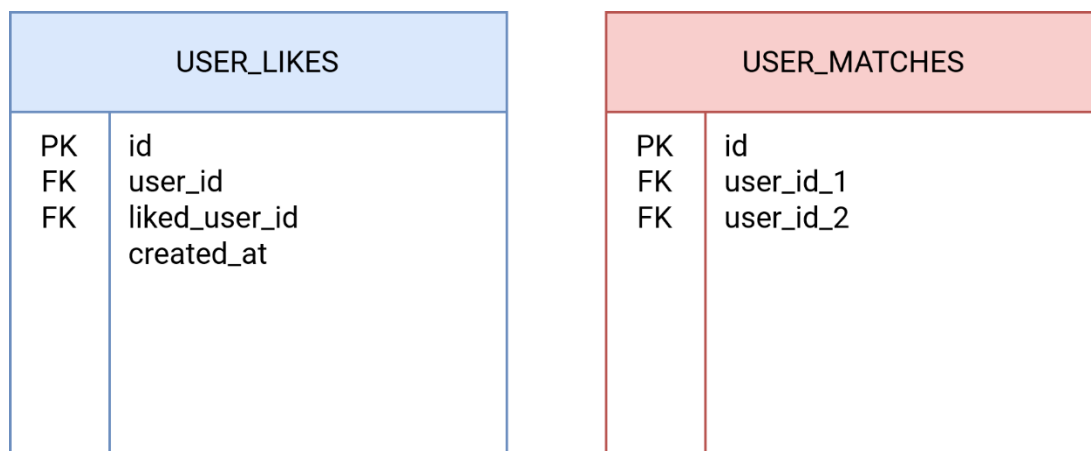 USER_LIKES
PK id
FK user_id
FK liked_user_id
created_at
USER_MATCHES
PK id
FK user_id_1
FK user_id_2